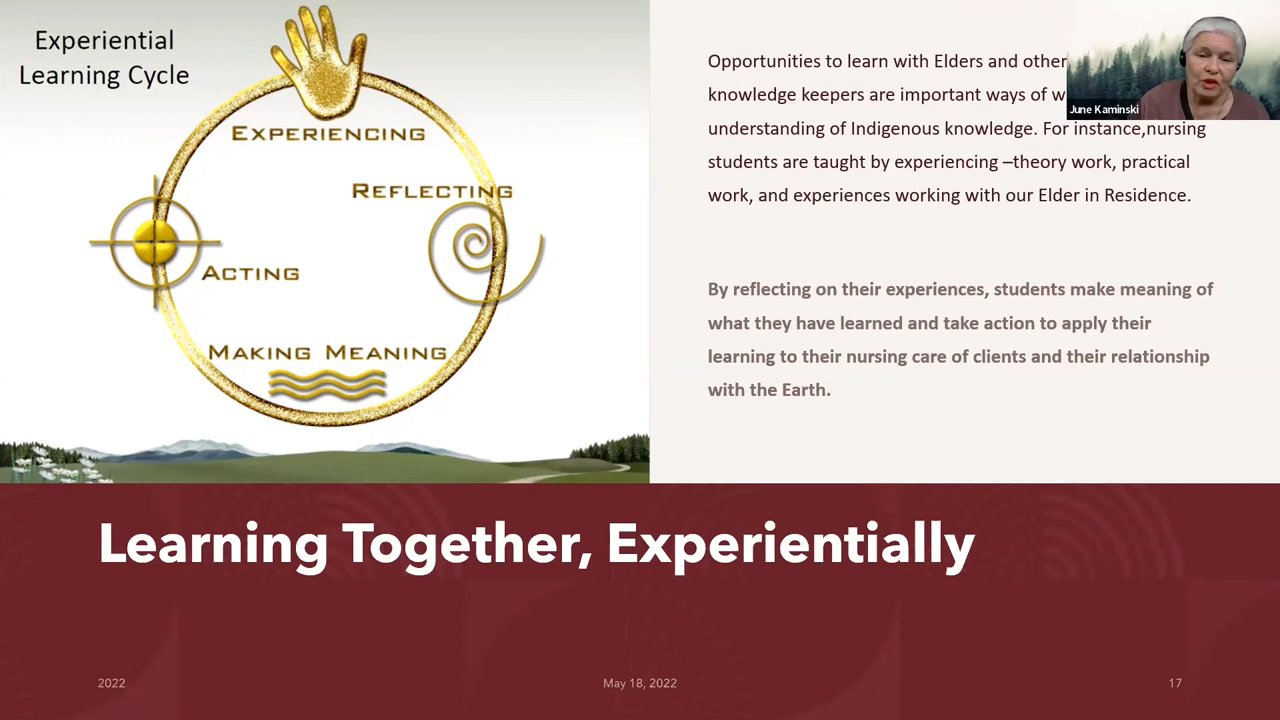 Experiential
Learning Cycle
EXPERIENCING
REFLECTING
ACTING
MAKING MEANING
Opportunities to learn with Elders and other
knowledge keepers are important ways of
understanding of Indigenous knowledge. For instance,nursing
students are taught by experiencing –theory work, practical
work, and experiences working with our Elder in Residence.
By reflecting on their experiences, students make meaning of
what they have learned and take action to apply their
learning to their nursing care of clients and their relationship
with the Earth.
June Kaminski
Learning Together, Experientially
2022
May 18, 2022
17